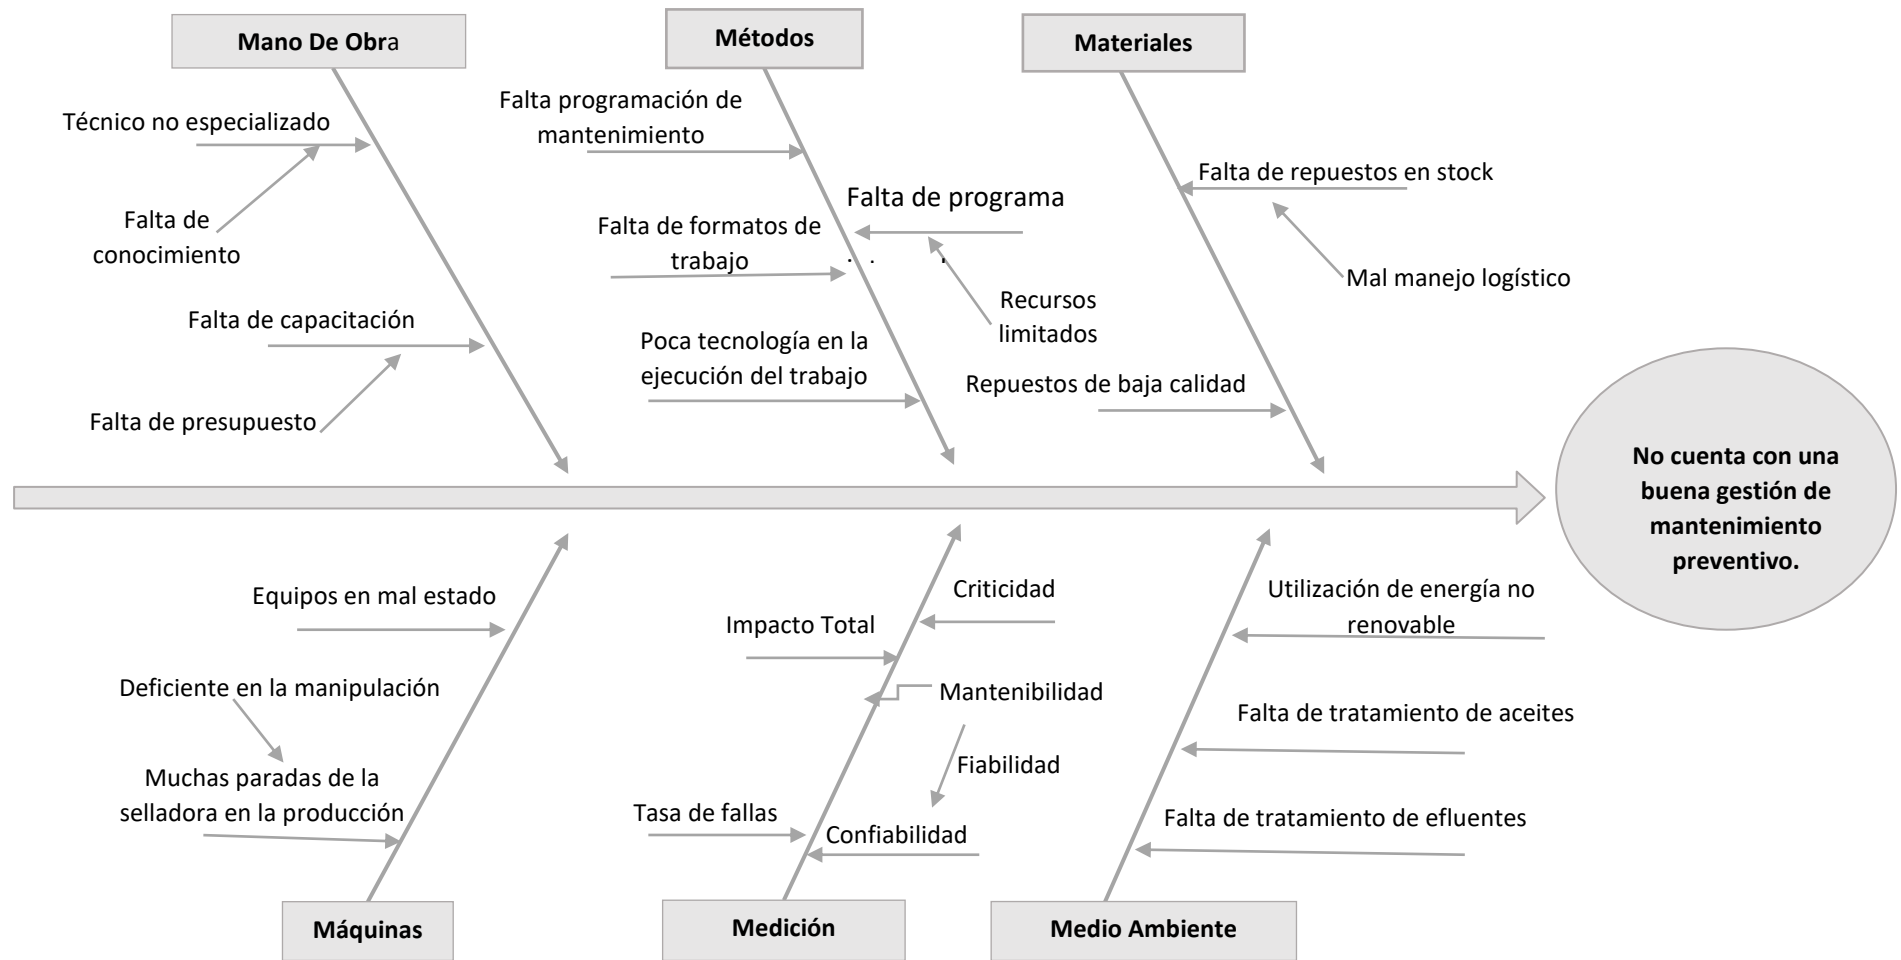 Mano De Obra
Métodos
Materiales
Falta programación de
mantenimiento
Técnico no especializado
Falta de repuestos en stock
Falta de programa
Falta de
conocimiento
Falta de formatos de
trabajo
Mal manejo logístico
Recursos
limitados
Falta de capacitación
Poca tecnología en la
ejecución del trabajo
Repuestos de baja calidad
Falta de presupuesto
No cuenta con una
buena gestión de
mantenimiento
preventivo.
Equipos en mal estado
Criticidad
Utilización de energía no
renovable
Impacto Total
Deficiente en la manipulación
Mantenibilidad
Falta de tratamiento de aceites
Fiabilidad
Muchas paradas de la
selladora en la producción
Tasa de fallas
Confiabilidad
Falta de tratamiento de efluentes
Máquinas
Medición
Medio Ambiente